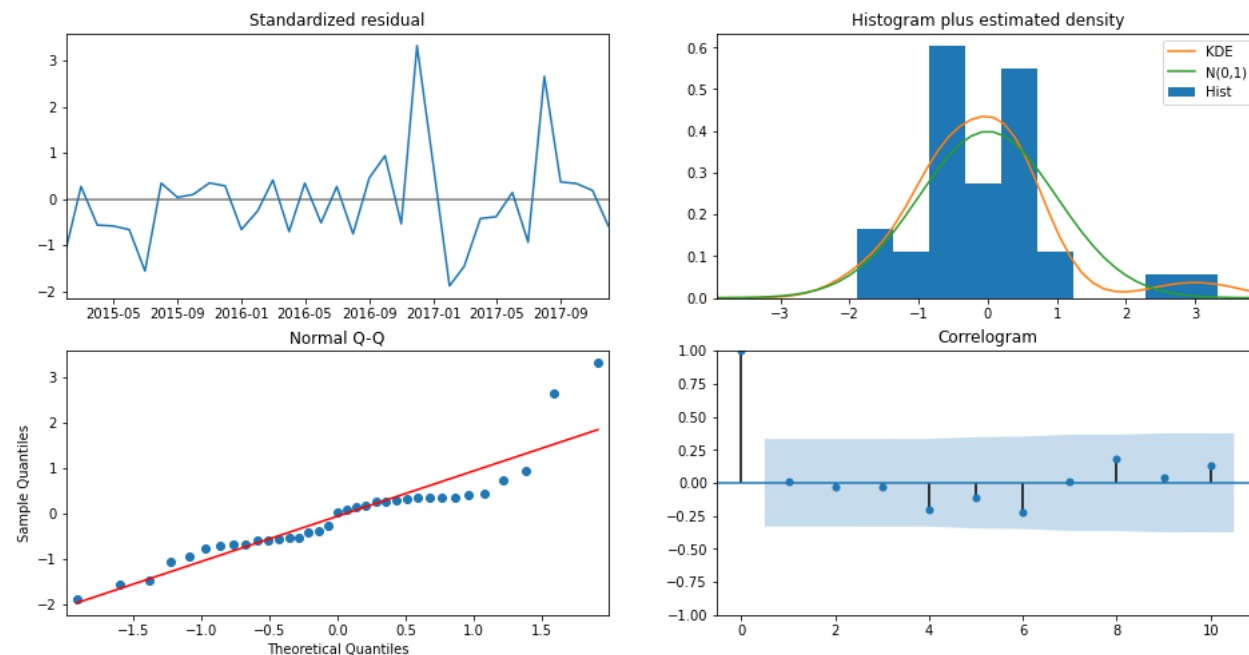 Standardized residual
3
2
1
0
−1
−2
2015-05 2015-09 2016-01 2016-05 2016-09 2017-01 2017-05 2017-09
Histogram plus estimated density
KDE
N(0,1)
Hist
0.6
0.5
0.4
0.3
0.2
0.1
0.0
−3 −2 −1 0 1 2 3
Normal Q-Q
Sample Quantiles
3
2
1
0
−1
−2
−1.5 −1.0 −0.5 0.0 0.5 1.0 1.5
Theoretical Quantiles
Correlogram
1.00
0.75
0.50
0.25
0.00
−0.25
−0.50
−0.75
−1.00
0 2 4 6 8 10